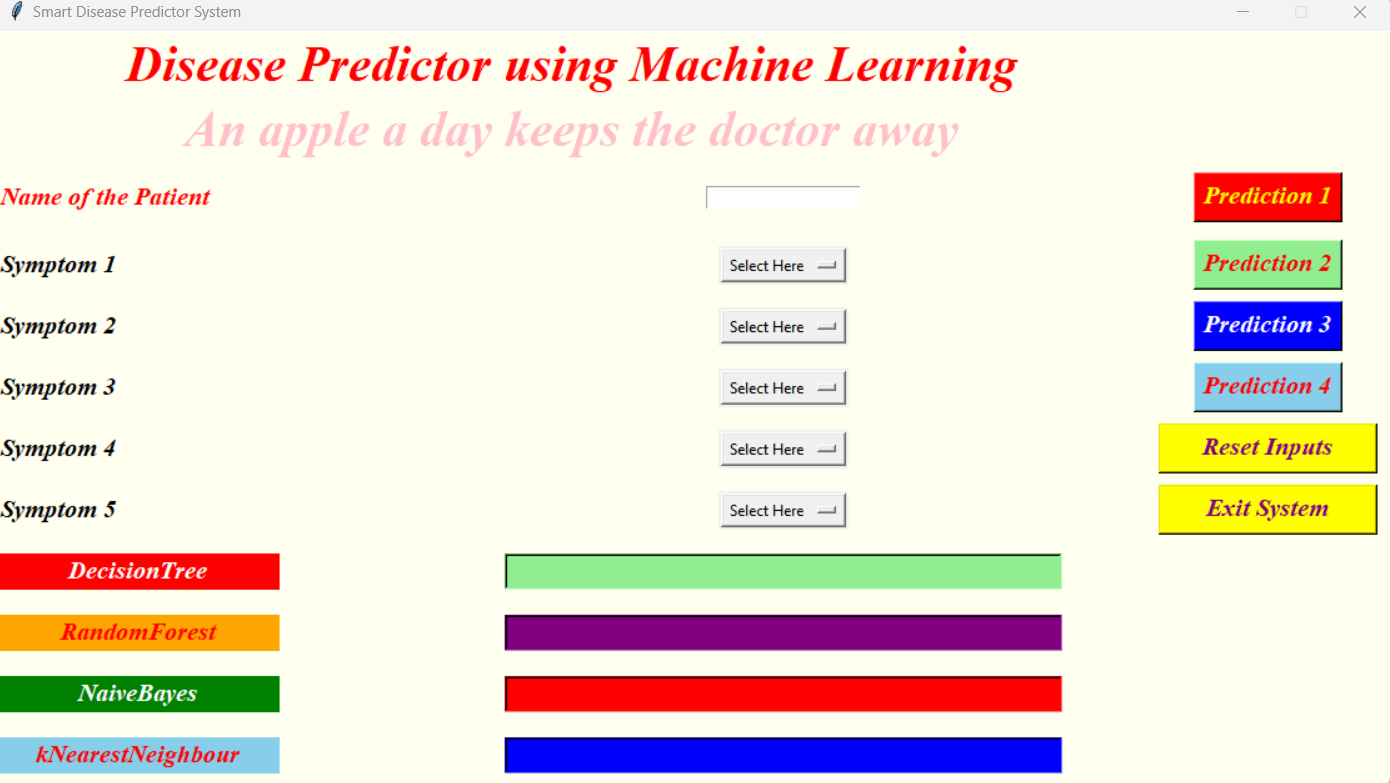 Smart Disease Predictor System
Disease Predictor using Machine Learning
An apple a day keeps the doctor away
Name of the Patient
Prediction 1
Symptom 1
Select Here
Prediction 2
Symptom 2
Select Here
Prediction 3
Symptom 3
Select Here
Prediction 4
Symptom 4
Select Here
Reset Inputs
Symptom 5
Select Here
Exit System
DecisionTree
RandomForest
NaiveBayes
kNearestNeighbour